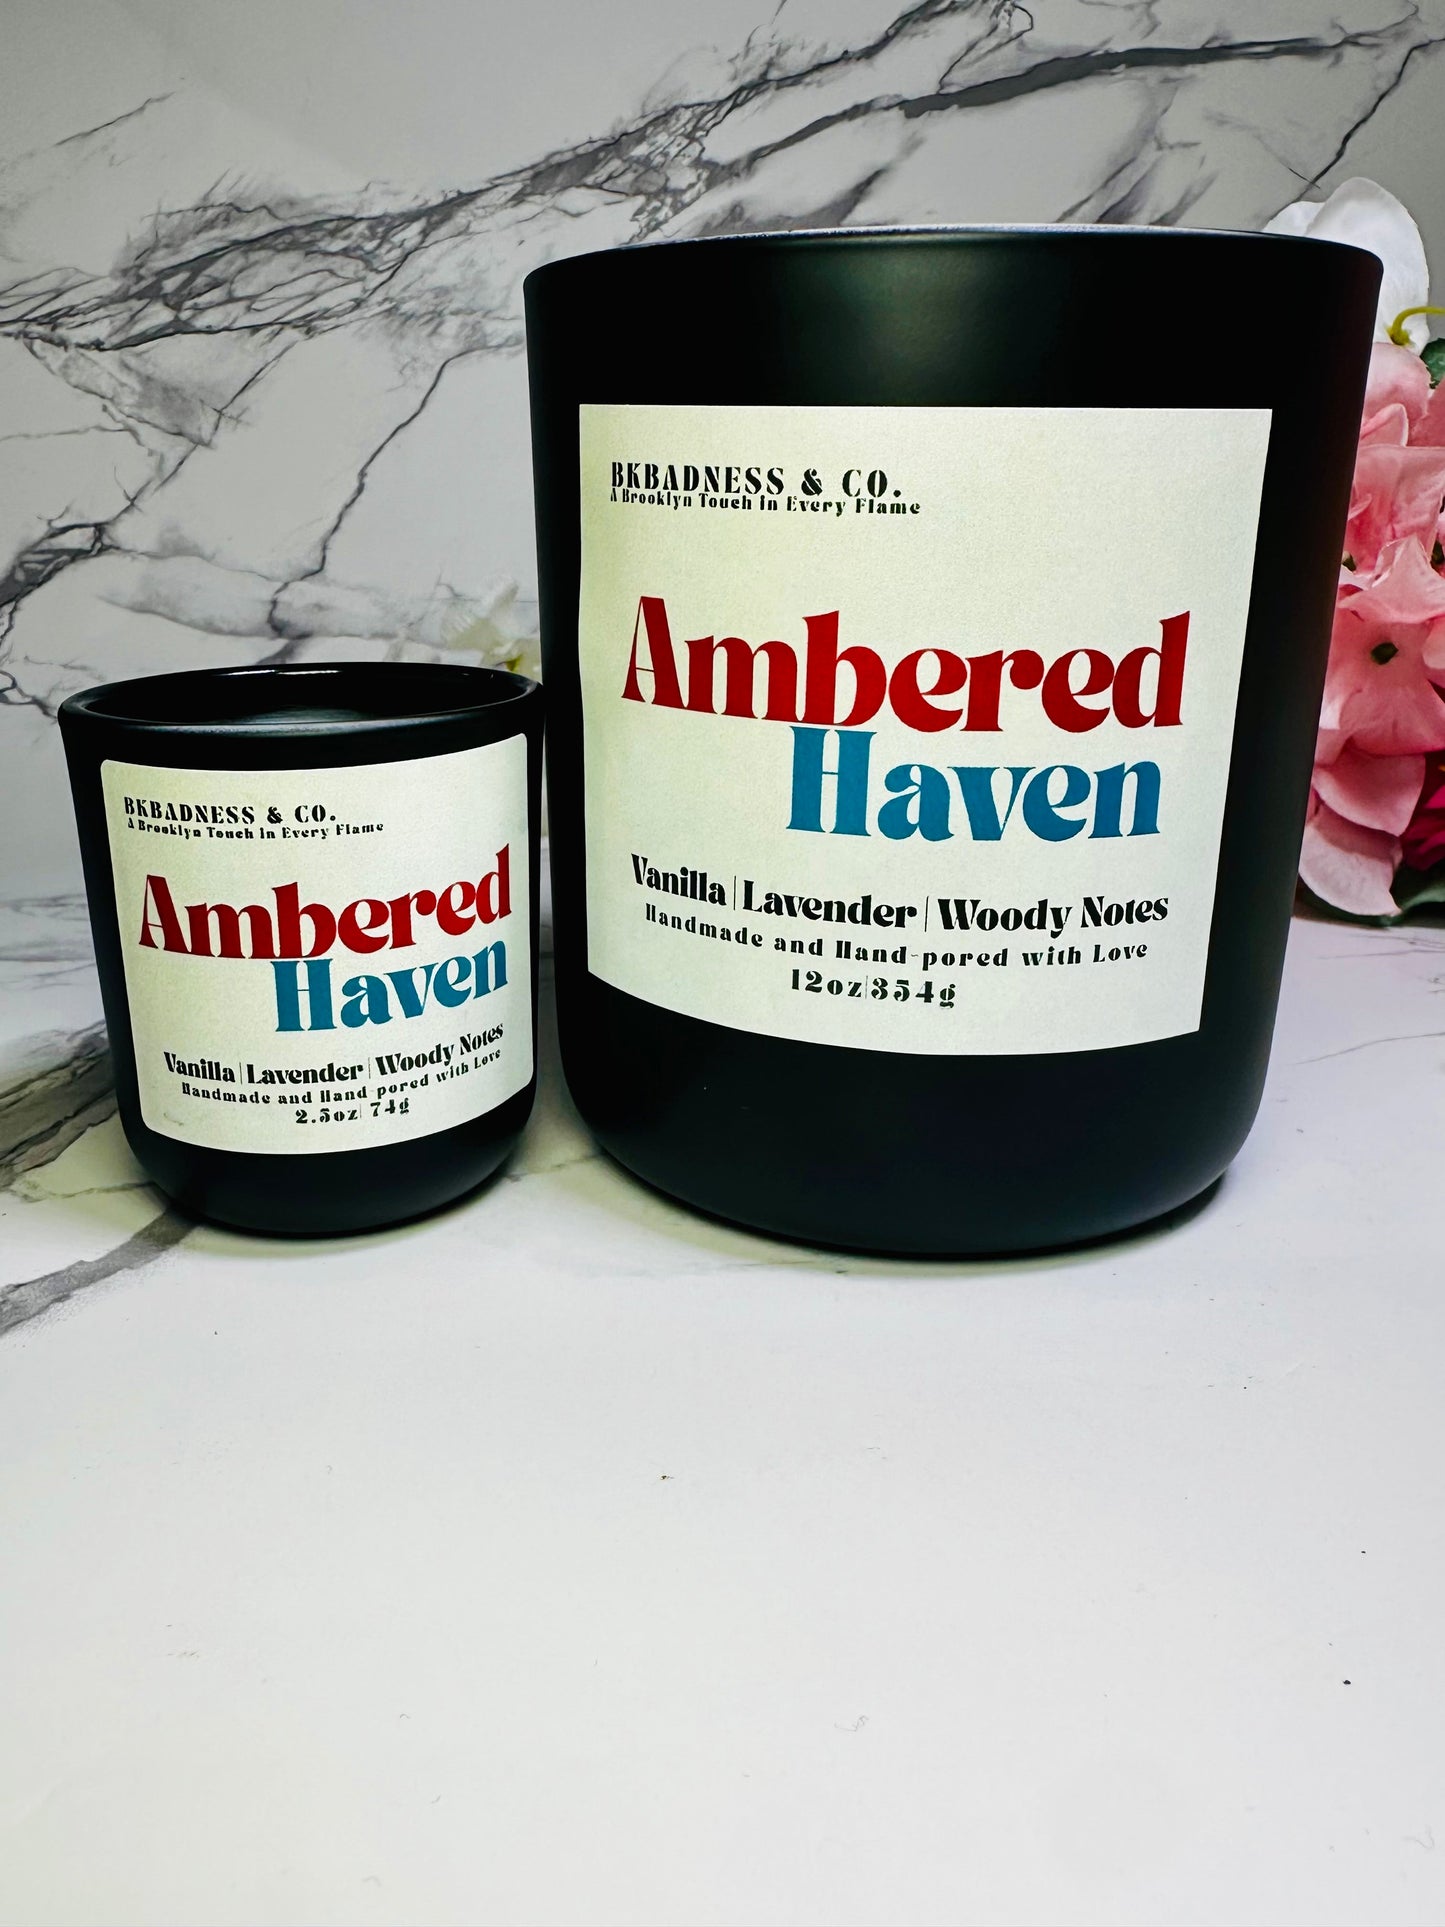 BKBADNESS & CO.
A Brooklyn Touch in Every Flame
Ambered
Haven
Vanilla | Lavender | Woody Notes
Handmade and Hand-pored with Love
2.5oz| 74g
BKBADNESS & CO.
A Brooklyn Touch in Every Flame
Ambered
Haven
Vanilla | Lavender | Woody Notes
Handmade and Hand-pored with Love
12oz|354g